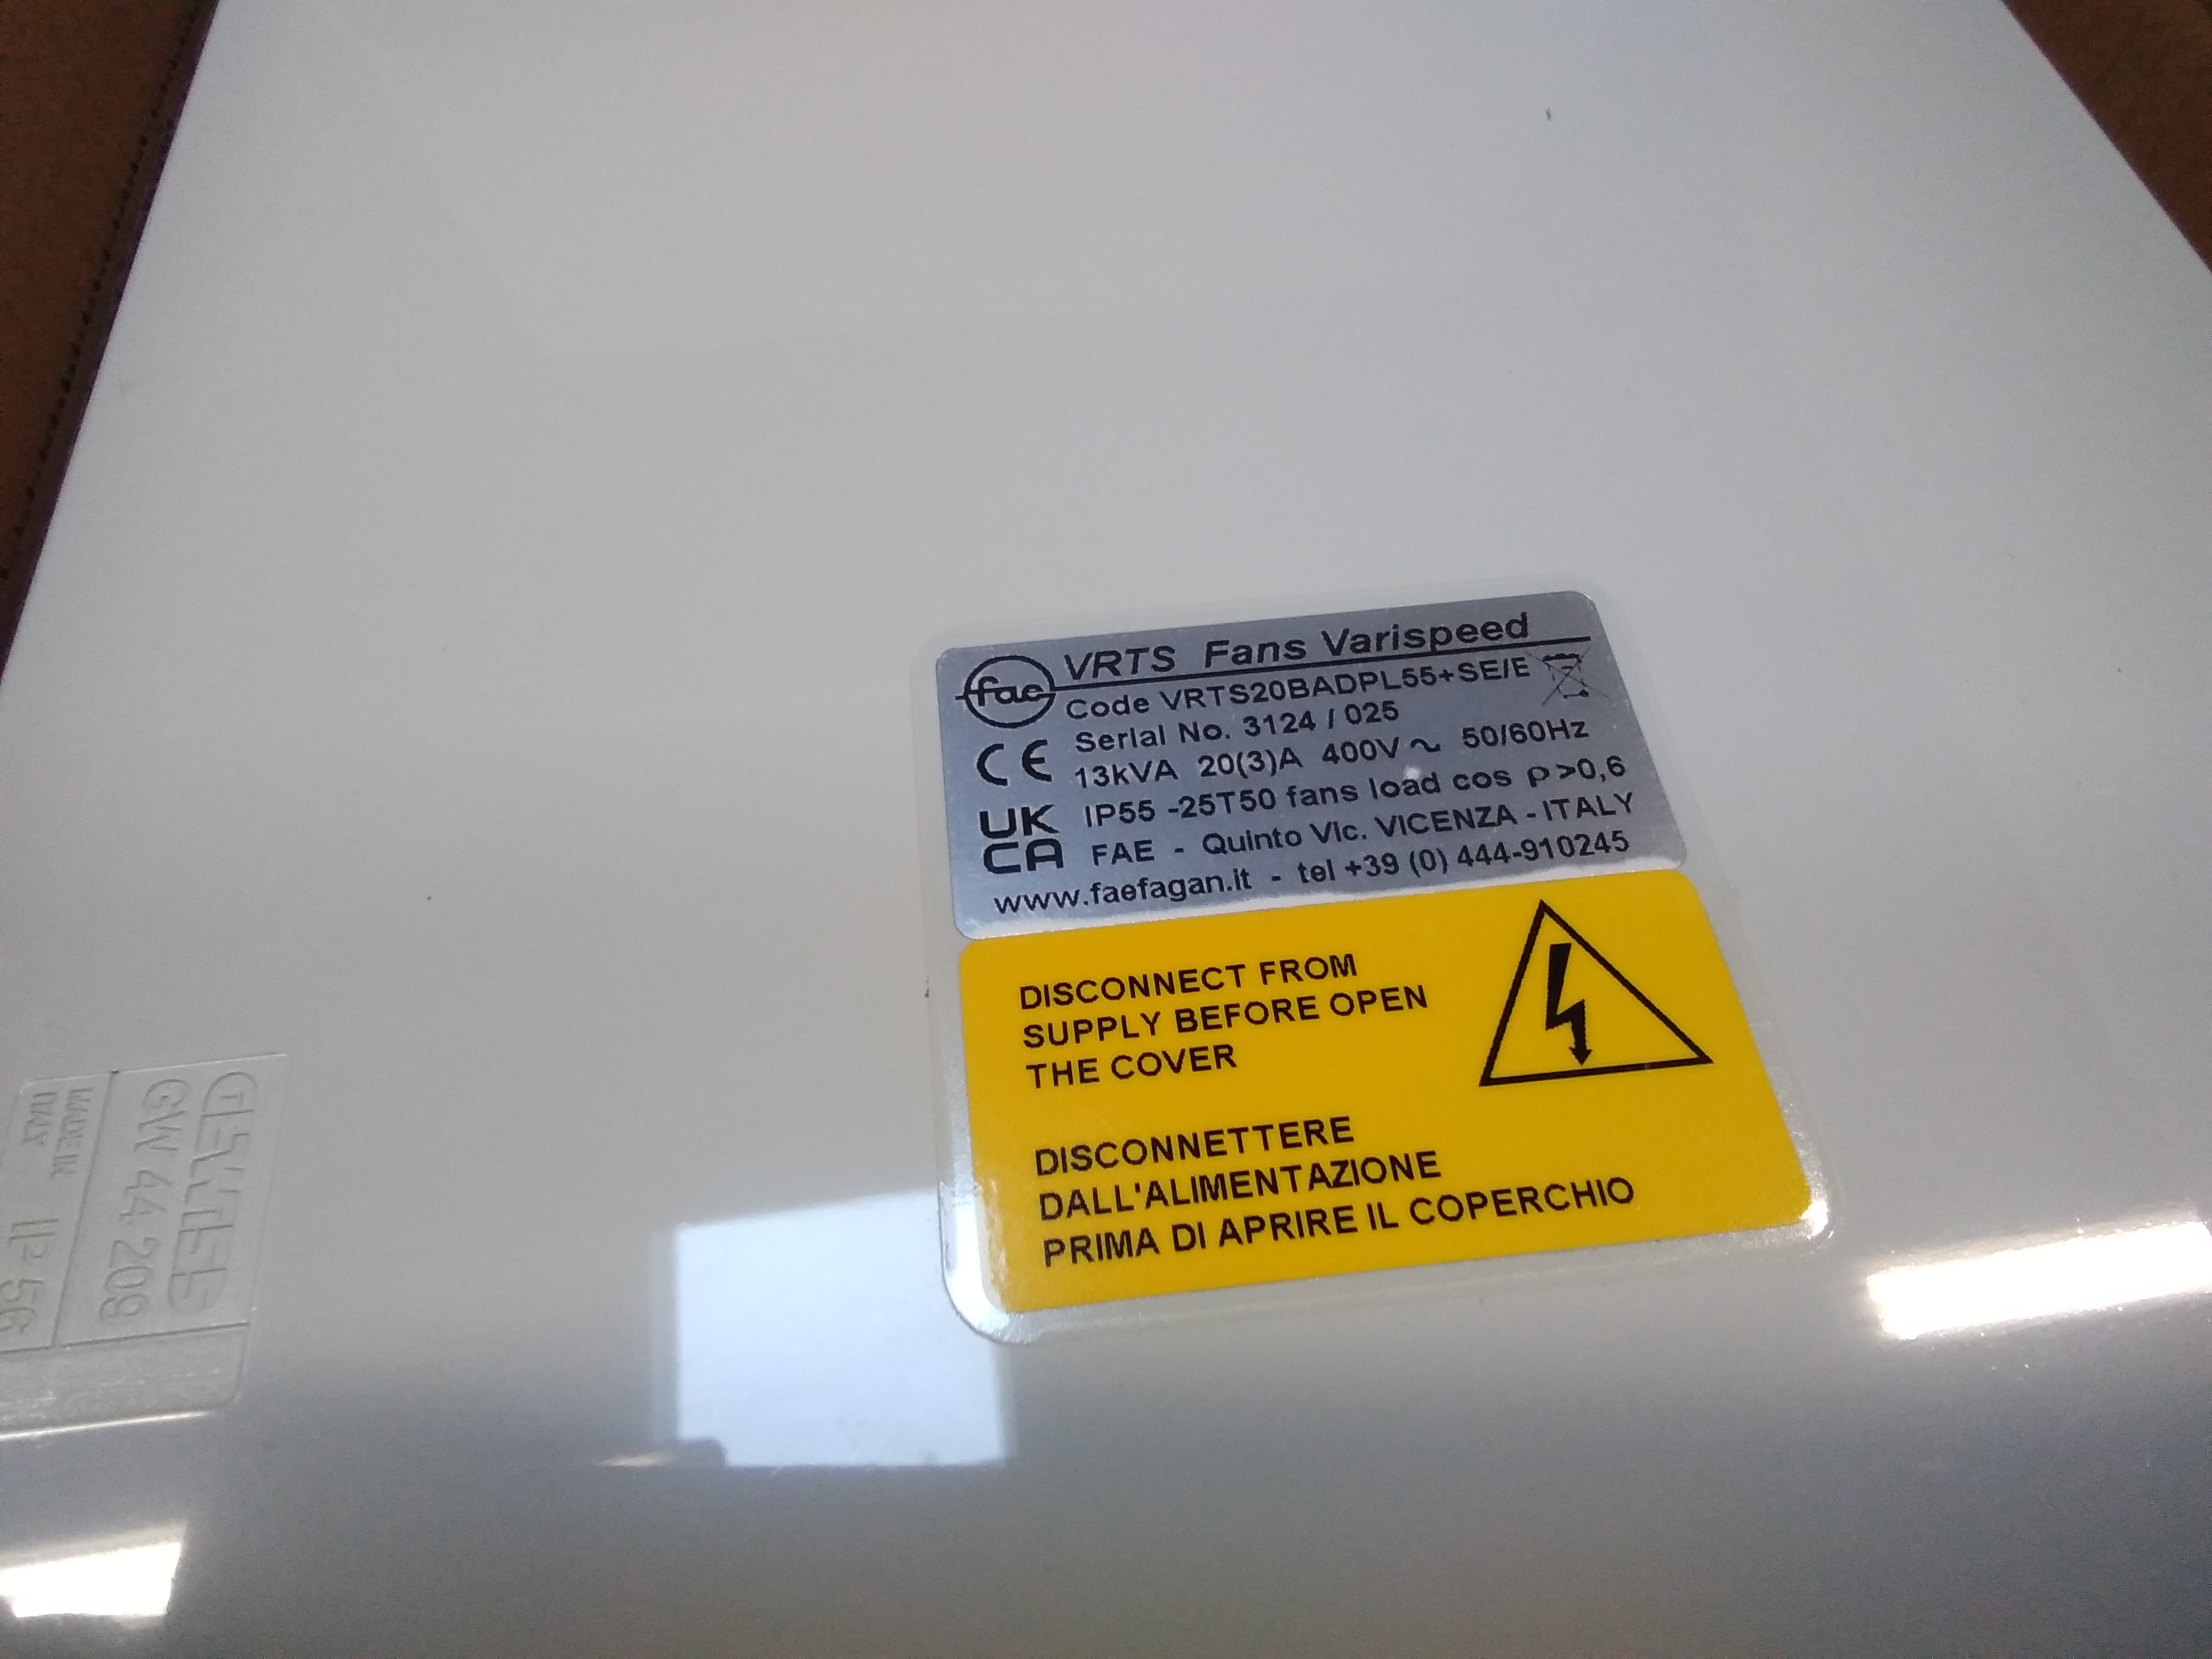 fae
VRTS Fans Varispeed
Code VRTS20BADPL55+SE/E
Serial No. 3124 / 025
CE
13kVA 20(3)A 400V ~ 50/60Hz
UK
CA
IP55 -25T50 fans load cos ρ>0,6
FAE - Quinto Vic. VICENZA - ITALY
www.faefagan.it - tel +39 (0) 444-910245
DISCONNECT FROM
SUPPLY BEFORE OPEN
THE COVER
DISCONNETTERE
DALL'ALIMENTAZIONE
PRIMA DI APRIRE IL COPERCHIO
GEWISS
GW 44 209
MADE IN
ITALY
IP 56